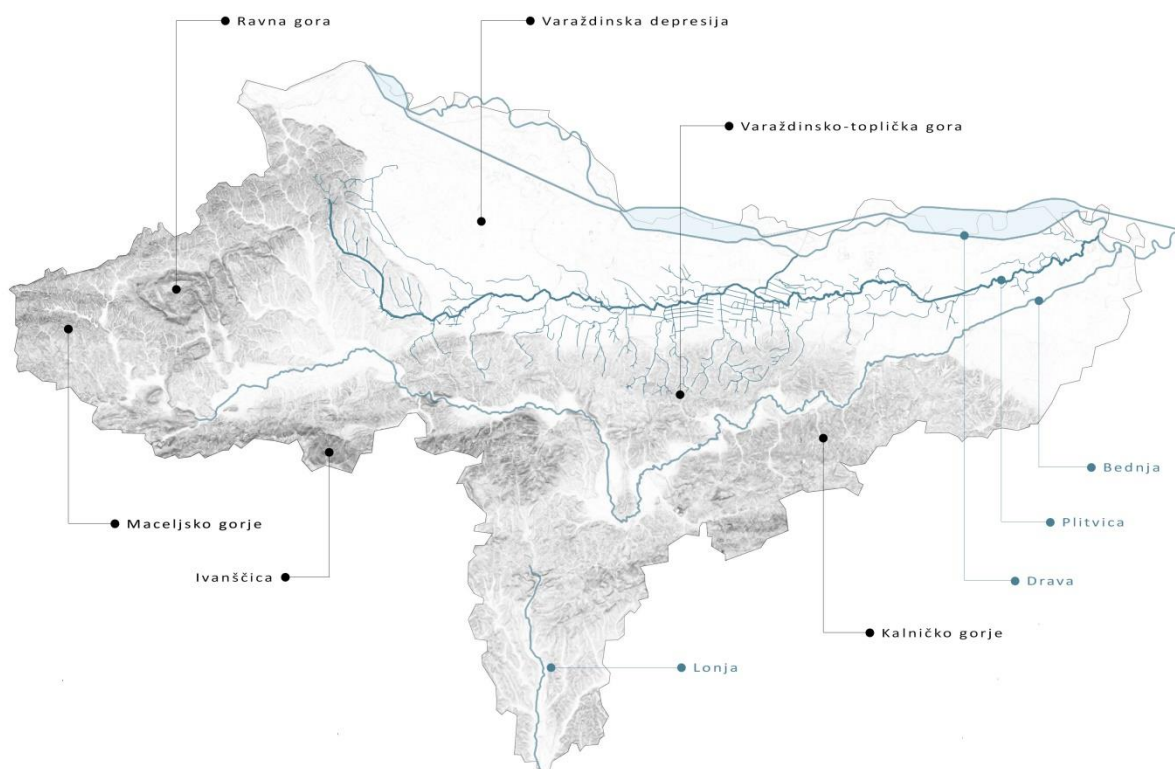 Ravna gora
Varaždinska depresija
Varaždinsko-toplička gora
Bednja
Maceljsko gorje
Plitvica
Ivanščica
Drava
Kalničko gorje
Lonja